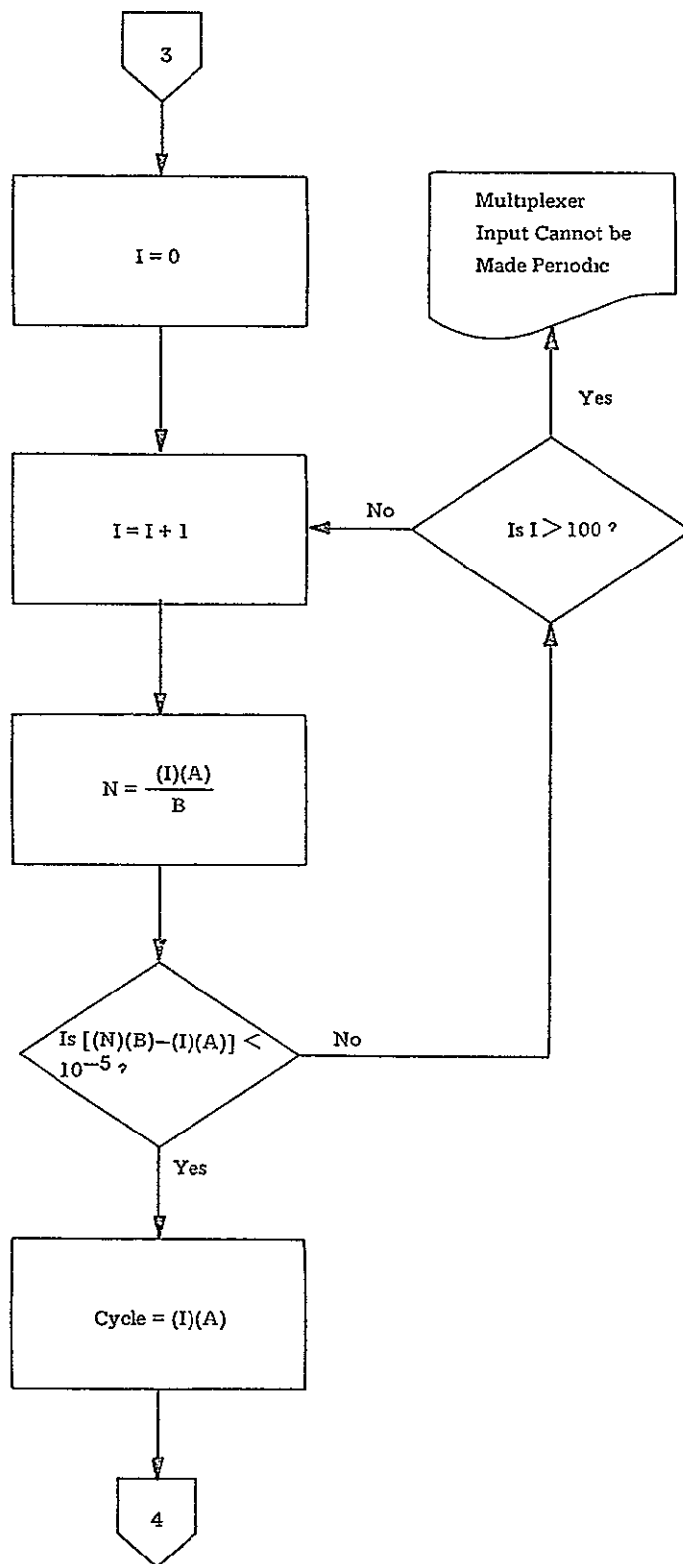 3
I = 0
Multiplexer
Input Cannot be
Made Periodic
Yes
I = I + 1
No
Is I > 100 ?
N = (I)(A)
B
Is [(N)(B)−(I)(A)] <
10−5 ?
No
Yes
Cycle = (I)(A)
4